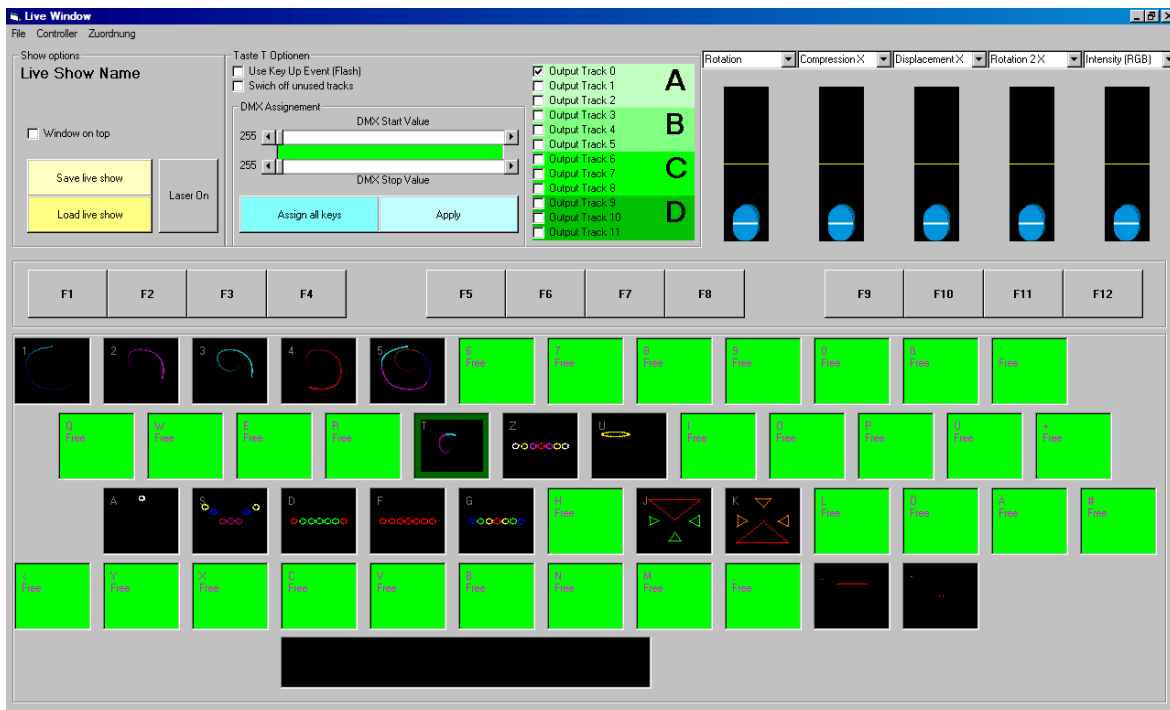 Live Window
File Controller Zuordnung
Show options
Live Show Name
Window on top
Save live show
Load live show
Laser On
Taste T Optionen
Use Key Up Event (Flash)
Swich off unused tracks
DMX Assignement
DMX Start Value
255
255
DMX Stop Value
Assign all keys
Apply
Output Track 0
Output Track 1
Output Track 2
A
Output Track 3
Output Track 4
Output Track 5
B
Output Track 6
Output Track 7
Output Track 8
C
Output Track 9
Output Track 10
Output Track 11
D
Rotation Compression X Displacement X Rotation 2 X Intensity (RGB)
F1 F2 F3 F4 F5 F6 F7 F8 F9 F10 F11 F12
1 2 3 4 5 6 7 8 9 0
Free Free Free Free Free Free Free
Q W E R T Z U I O P Ü +
Free Free Free Free Free Free Free Free Free
A S D F G H J K L Ö Ä #
Free Free Free Free Free
< Y X C V B N M
Free Free Free Free Free Free Free Free Free